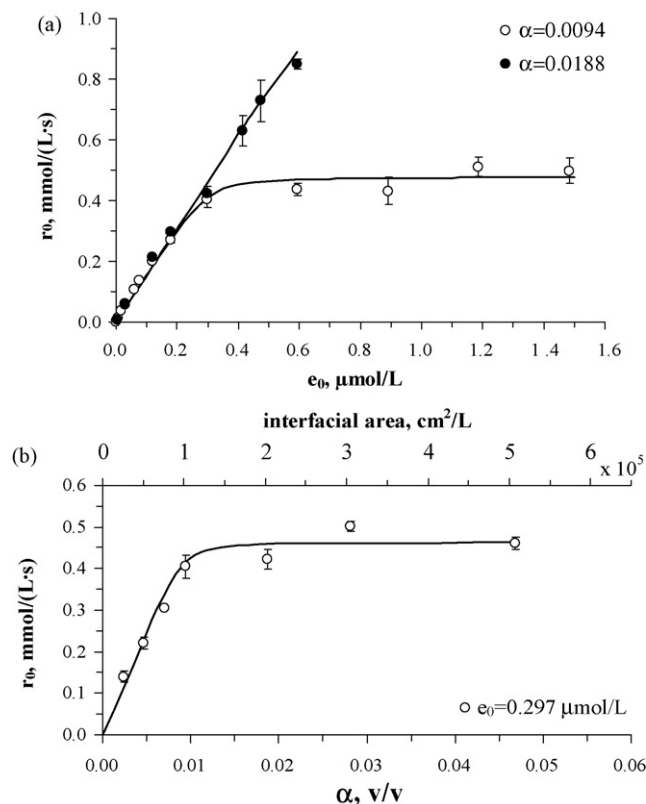 (a)
α=0.0094
α=0.0188
r₀, mmol/(L·s)
1.0
0.8
0.6
0.4
0.2
0.0
0.0 0.2 0.4 0.6 0.8 1.0 1.2 1.4 1.6
e₀, μmol/L
interfacial area, cm²/L
(b)
0 1 2 3 4 5 6
x 10⁵
r₀, mmol/(L·s)
0.6
0.5
0.4
0.3
0.2
0.1
0.0
e₀=0.297 μmol/L
0.00 0.01 0.02 0.03 0.04 0.05 0.06
α, v/v